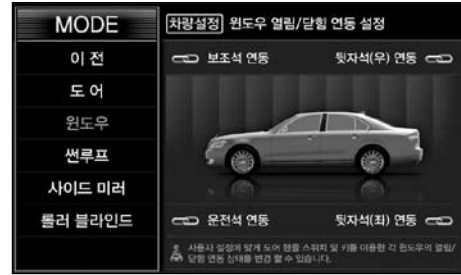 MODE
차량설정 윈도우 열림/닫힘 연동 설정
이 전
도 어
윈도우
썬루프
사이드 미러
롤러 블라인드
보조석 연동
뒷자석(우) 연동
운전석 연동
뒷자석(좌) 연동
사용자 설정에 맞게 도어 핸들 스위치 및 키를 이용한 각 윈도우의 열림/
닫힘 연동 상태를 변경 할 수 있습니다.